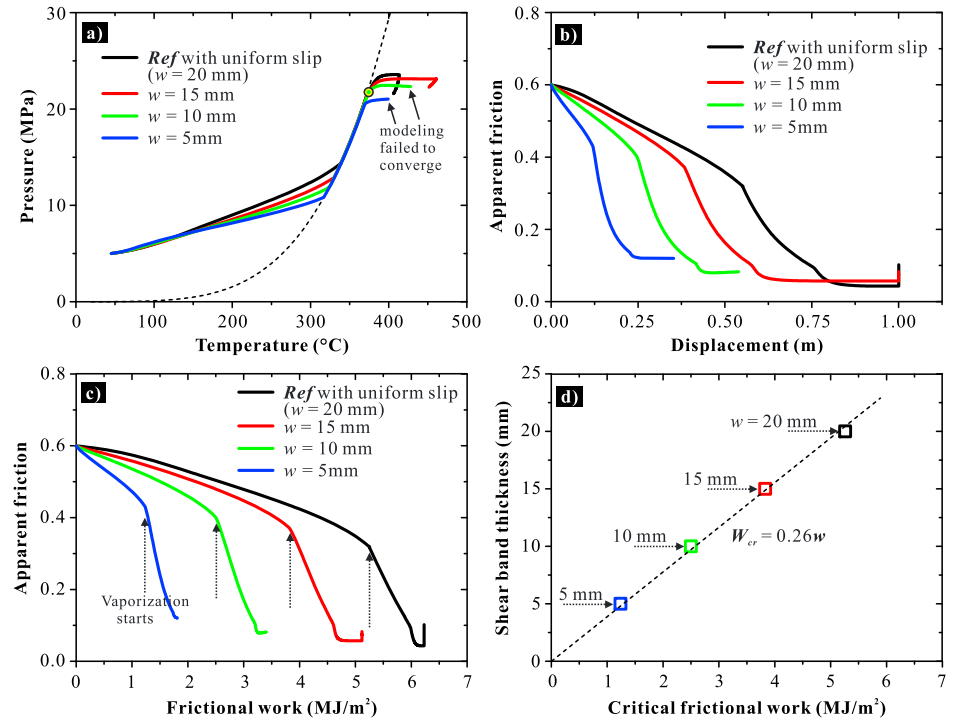 a)
Ref with uniform slip
(w = 20 mm)
w = 15 mm
w = 10 mm
w = 5mm
modeling
failed to
converge
Pressure (MPa)
30
20
10
0
0 100 200 300 400 500
Temperature (°C)
b)
Ref with uniform slip
(w = 20 mm)
w = 15 mm
w = 10 mm
w = 5mm
Apparent friction
0.8
0.6
0.4
0.2
0.0
0.00 0.25 0.50 0.75 1.00
Displacement (m)
c)
Ref with uniform slip
(w = 20 mm)
w = 15 mm
w = 10 mm
w = 5mm
Vaporization
starts
Apparent friction
0.8
0.6
0.4
0.2
0.0
0 1 2 3 4 5 6 7
Frictional work (MJ/m²)
d)
w = 20 mm
15 mm
10 mm
5 mm
Wcr = 0.26w
Shear band thickness (mm)
25
20
15
10
5
0
0 1 2 3 4 5 6 7
Critical frictional work (MJ/m²)